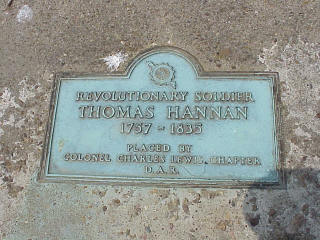 REVOLUTIONARY SOLDIER
THOMAS HANNAN
1757 - 1835
PLACED BY
COLONEL CHARLES LEWIS CHAPTER
D.A.R.